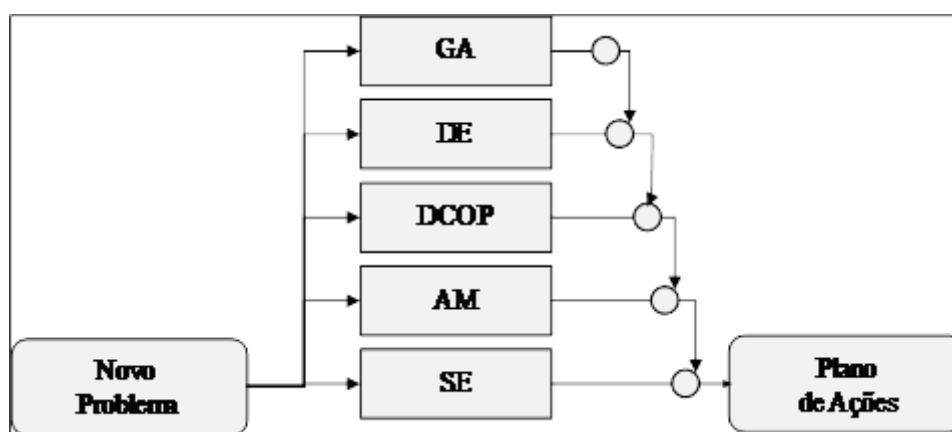 GA
DE
DCOP
AM
SE
Novo
Problema
Plano
de Ações